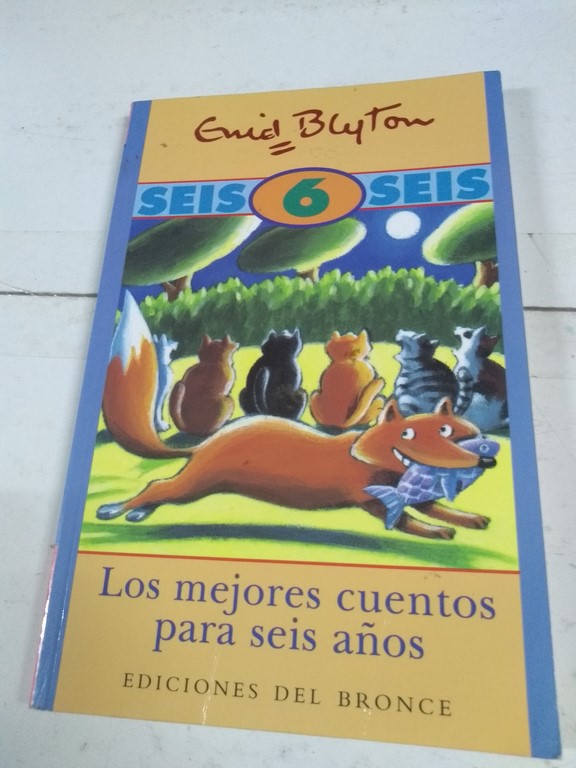 Enid Blyton
SEIS 6 SEIS
Los mejores cuentos
para seis años
EDICIONES DEL BRONCE